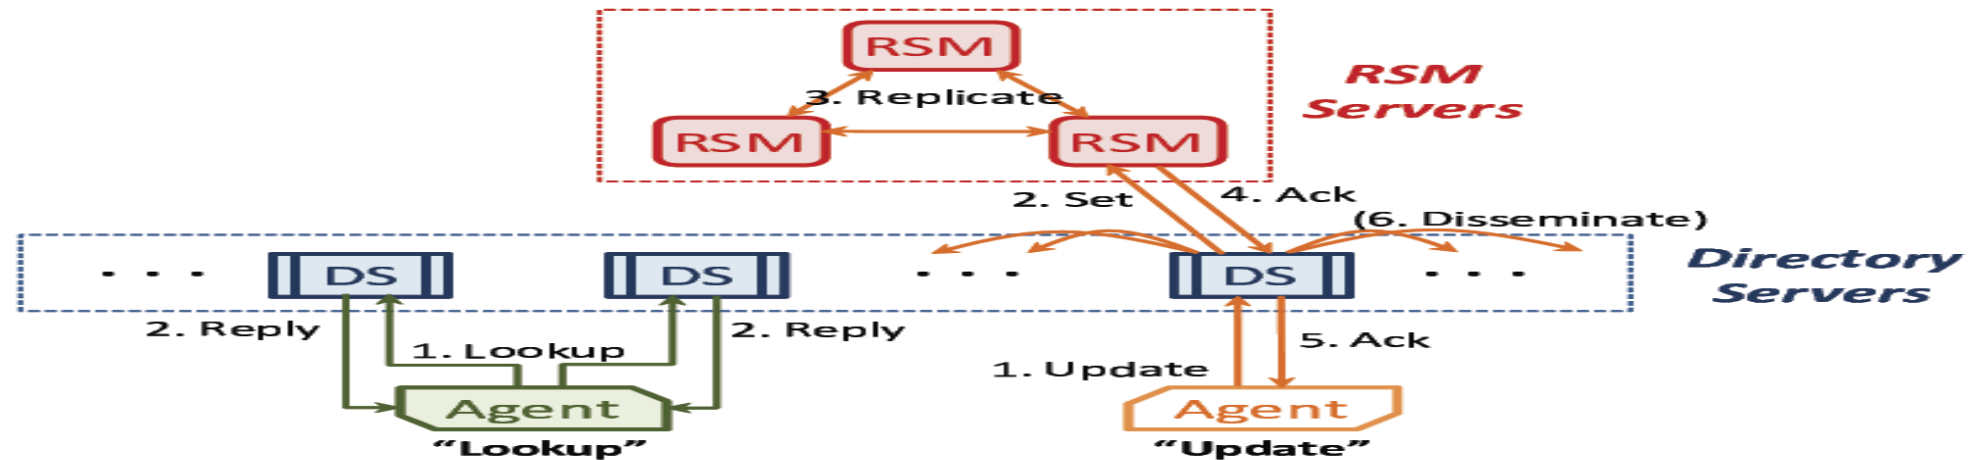 RSM
3. Replicate
RSM
RSM
RSM
Servers
2. Set
4. Ack
(6. Disseminate)
. . .
DS
DS
. . .
DS
. . .
Directory
Servers
2. Reply
1. Lookup
2. Reply
1. Update
5. Ack
Agent
"Lookup"
Agent
"Update"